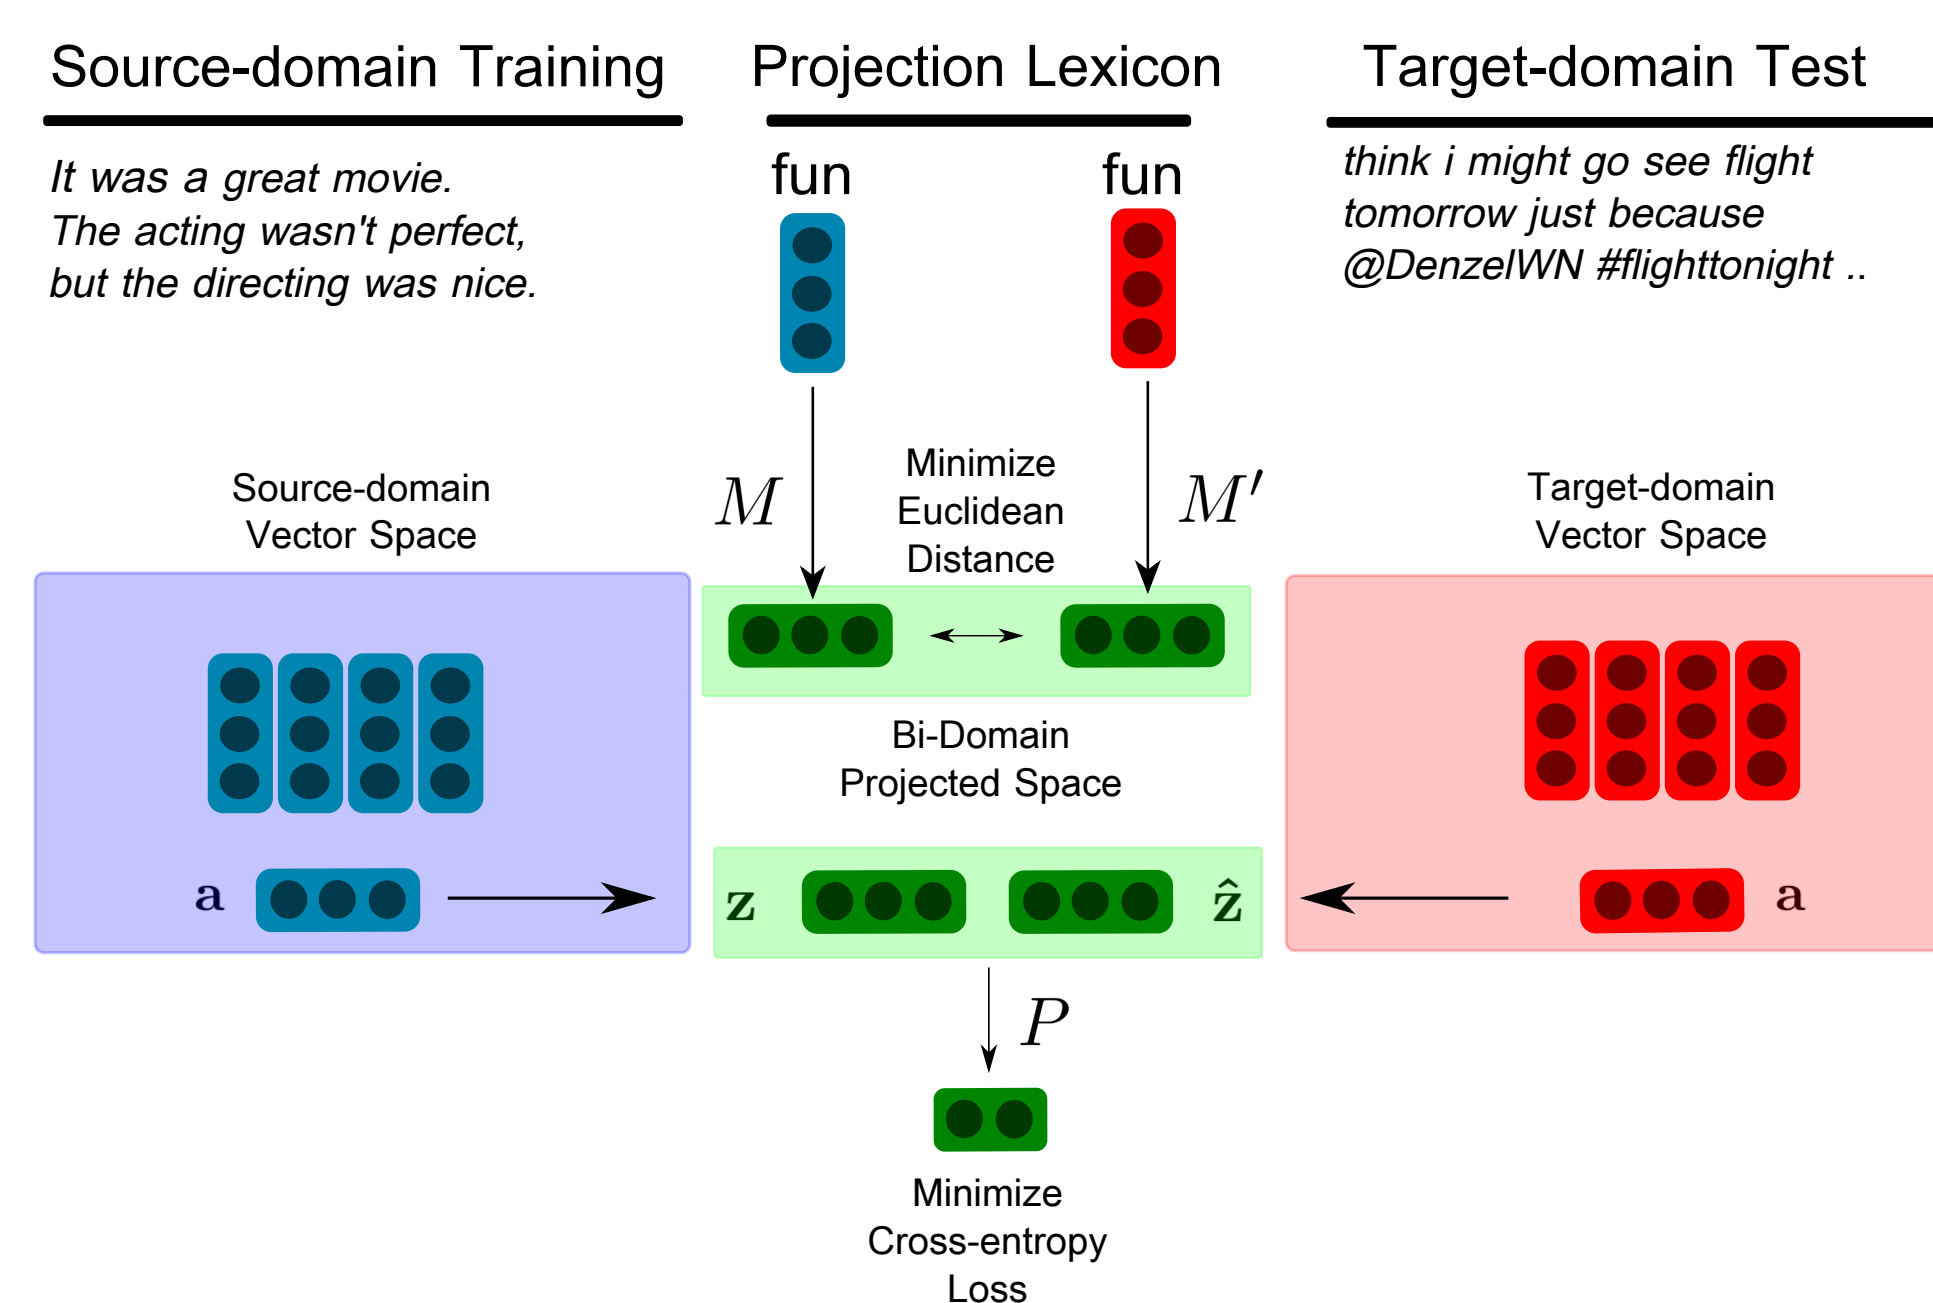 Source-domain Training
It was a great movie.
The acting wasn't perfect,
but the directing was nice.
Source-domain
Vector Space
a
Projection Lexicon
fun fun
M
Minimize
Euclidean
Distance
M′
Bi-Domain
Projected Space
z ẑ
P
Minimize
Cross-entropy
Loss
Target-domain Test
think i might go see flight
tomorrow just because
@DenzelWN #flighttonight ..
Target-domain
Vector Space
a